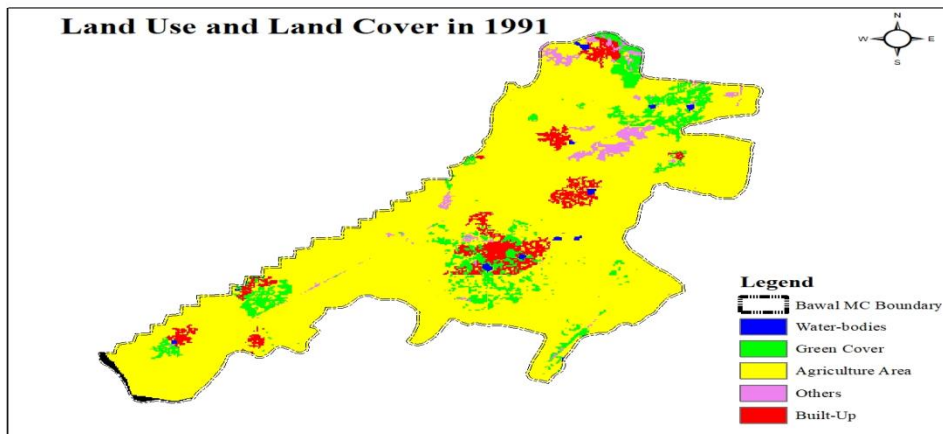 Land Use and Land Cover in 1991
N
W E
S
Legend
Bawal MC Boundary
Water-bodies
Green Cover
Agriculture Area
Others
Built-Up